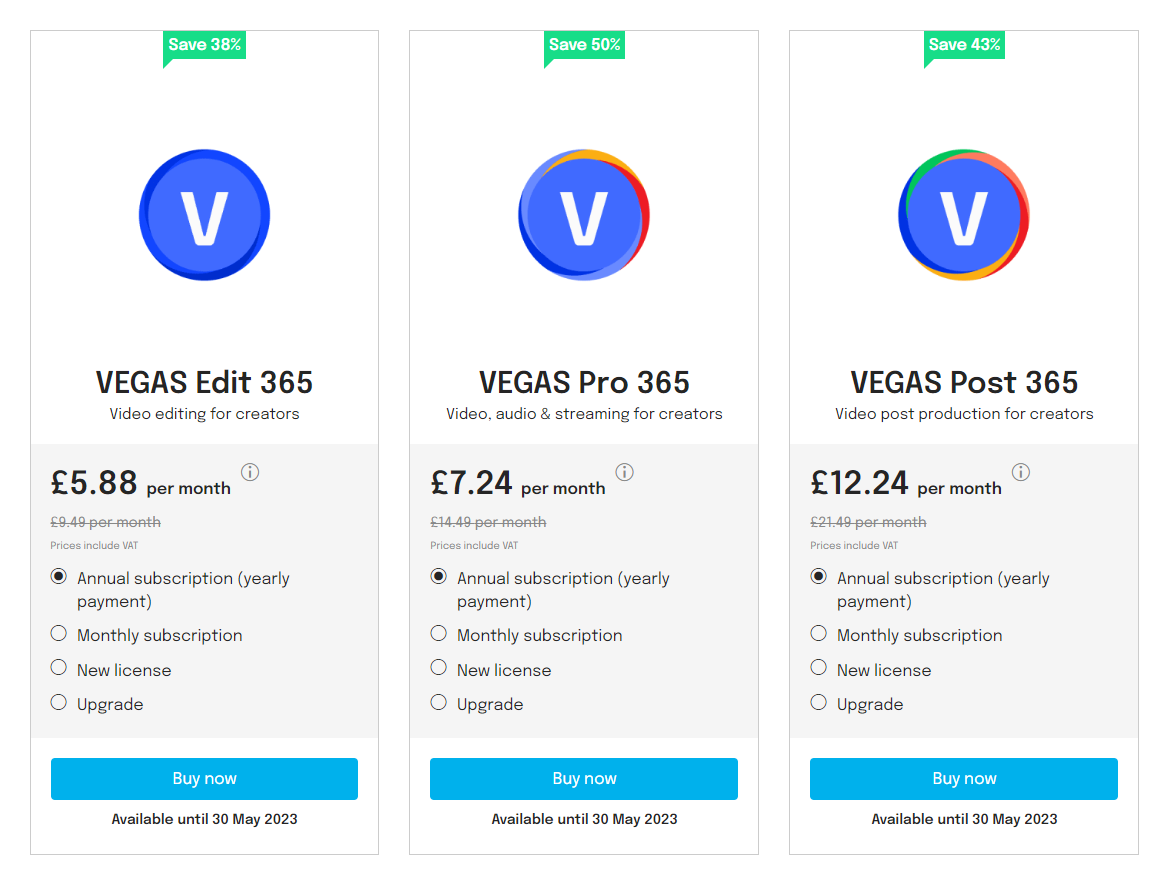 Save 38%
V
VEGAS Edit 365
Video editing for creators
£5.88 per month
£9.49 per month
Prices include VAT
Annual subscription (yearly
payment)
Monthly subscription
New license
Upgrade
Buy now
Available until 30 May 2023
Save 50%
V
VEGAS Pro 365
Video, audio & streaming for creators
£7.24 per month
£14.49 per month
Prices include VAT
Annual subscription (yearly
payment)
Monthly subscription
New license
Upgrade
Buy now
Available until 30 May 2023
Save 43%
V
VEGAS Post 365
Video post production for creators
£12.24 per month
£21.49 per month
Prices include VAT
Annual subscription (yearly
payment)
Monthly subscription
New license
Upgrade
Buy now
Available until 30 May 2023